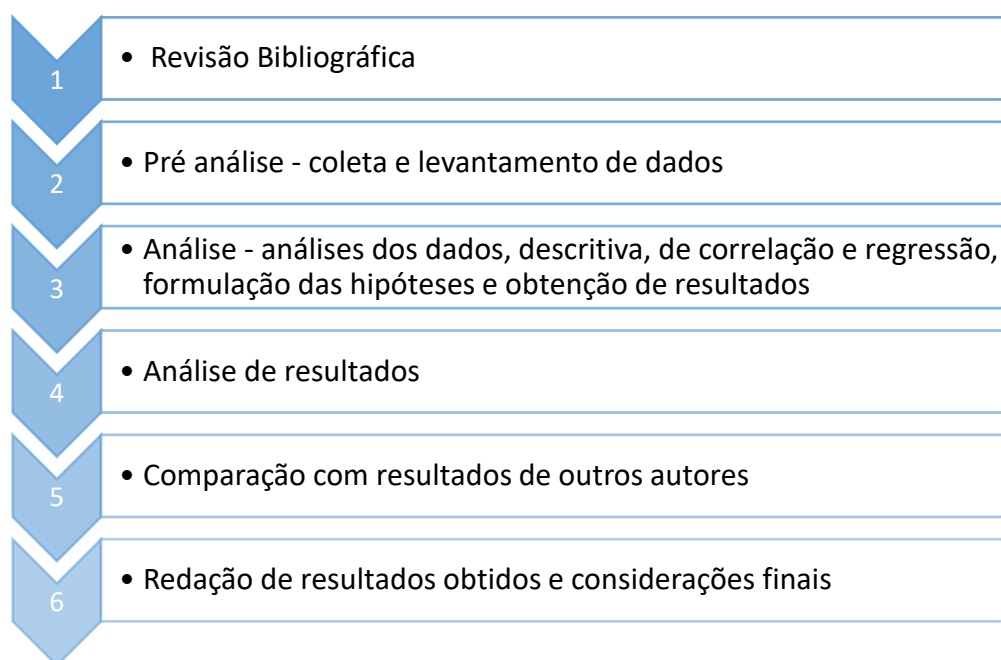 1
• Revisão Bibliográfica
2
• Pré análise - coleta e levantamento de dados
3
• Análise - análises dos dados, descritiva, de correlação e regressão,
formulação das hipóteses e obtenção de resultados
4
• Análise de resultados
5
• Comparação com resultados de outros autores
6
• Redação de resultados obtidos e considerações finais